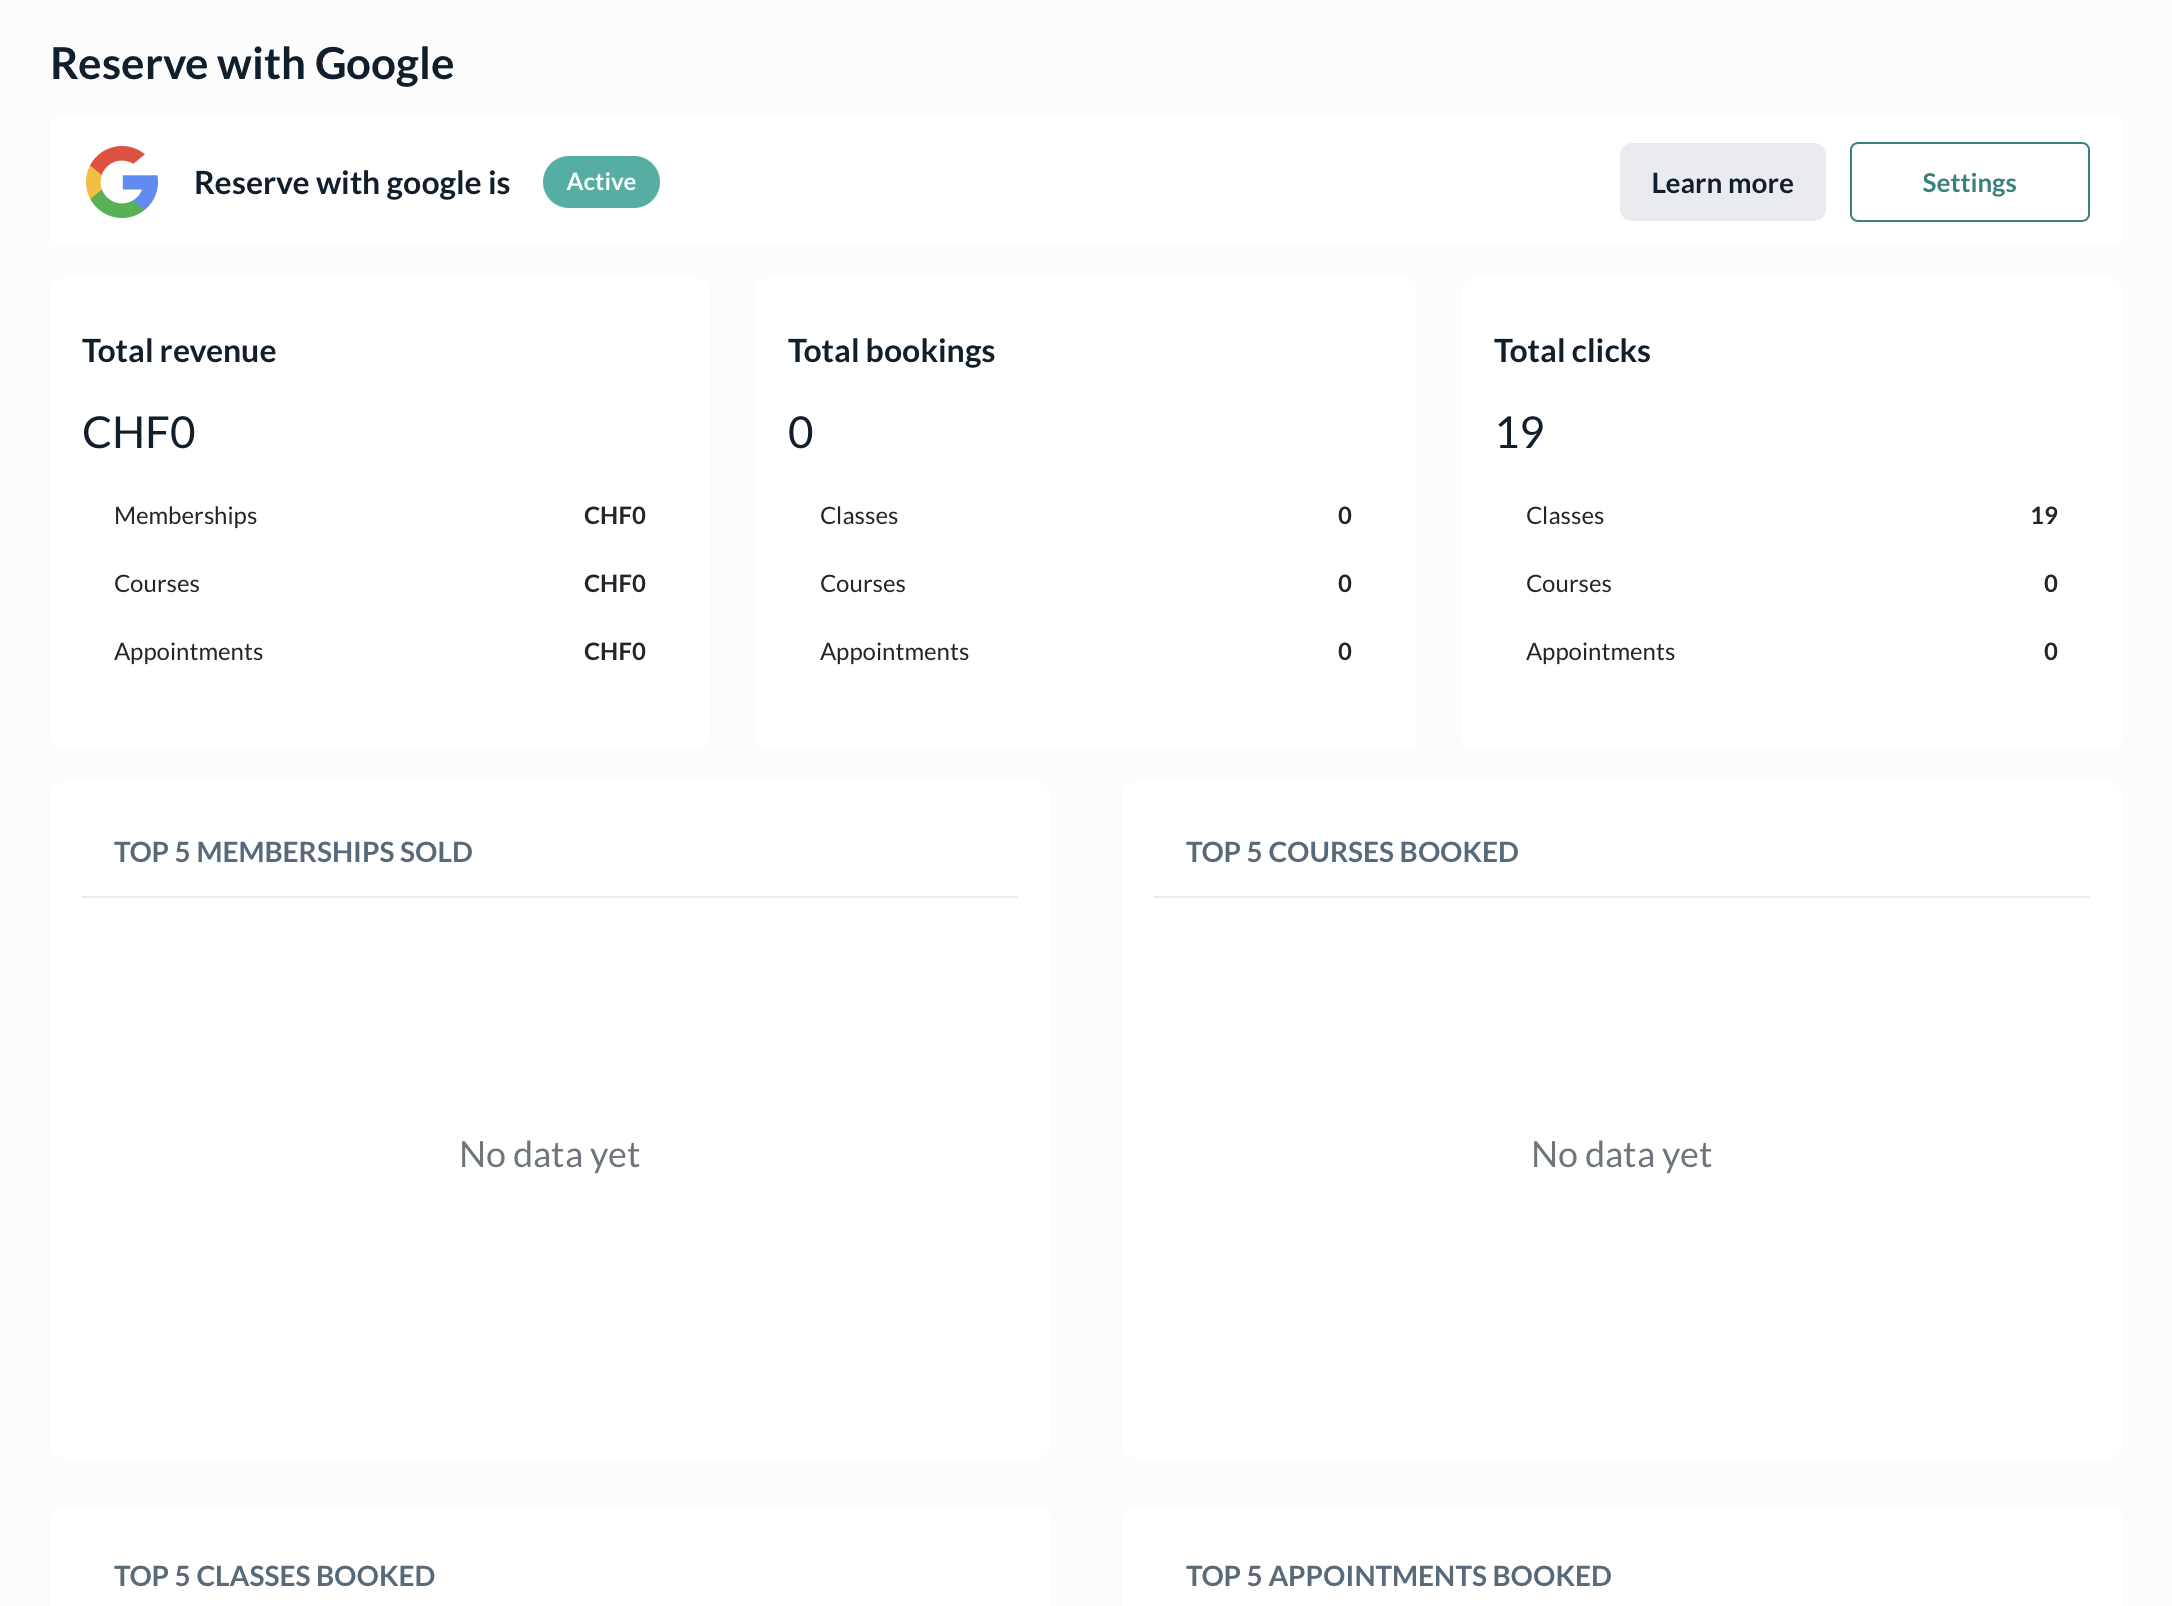 Reserve with Google
Reserve with google is Active Learn more Settings
Total revenue
CHF0
Memberships CHF0
Courses CHF0
Appointments CHF0
Total bookings
0
Classes 0
Courses 0
Appointments 0
Total clicks
19
Classes 19
Courses 0
Appointments 0
TOP 5 MEMBERSHIPS SOLD
No data yet
TOP 5 COURSES BOOKED
No data yet
TOP 5 CLASSES BOOKED
TOP 5 APPOINTMENTS BOOKED